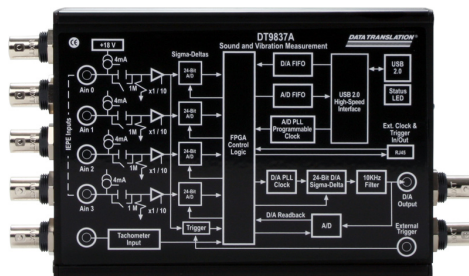 DT9837A
Sound and Vibration Measurement
DATA TRANSLATION®
CE
+18 V
4mA
Ain 0
1M
x1 / 10
4mA
Ain 1
1M
x1 / 10
4mA
Ain 2
1M
x1 / 10
4mA
Ain 3
1M
x1 / 10
IEPE Inputs
Sigma-Deltas
24-Bit A/D
24-Bit A/D
24-Bit A/D
24-Bit A/D
Trigger
Tachometer Input
FPGA Control Logic
D/A FIFO
A/D FIFO
A/D PLL Programmable Clock
USB 2.0 High-Speed Interface
USB 2.0
Status LED
Ext. Clock & Trigger In/Out
RJ45
D/A PLL Clock
24-Bit D/A Sigma-Delta
10KHz Filter
D/A Output
D/A Readback
A/D
External Trigger